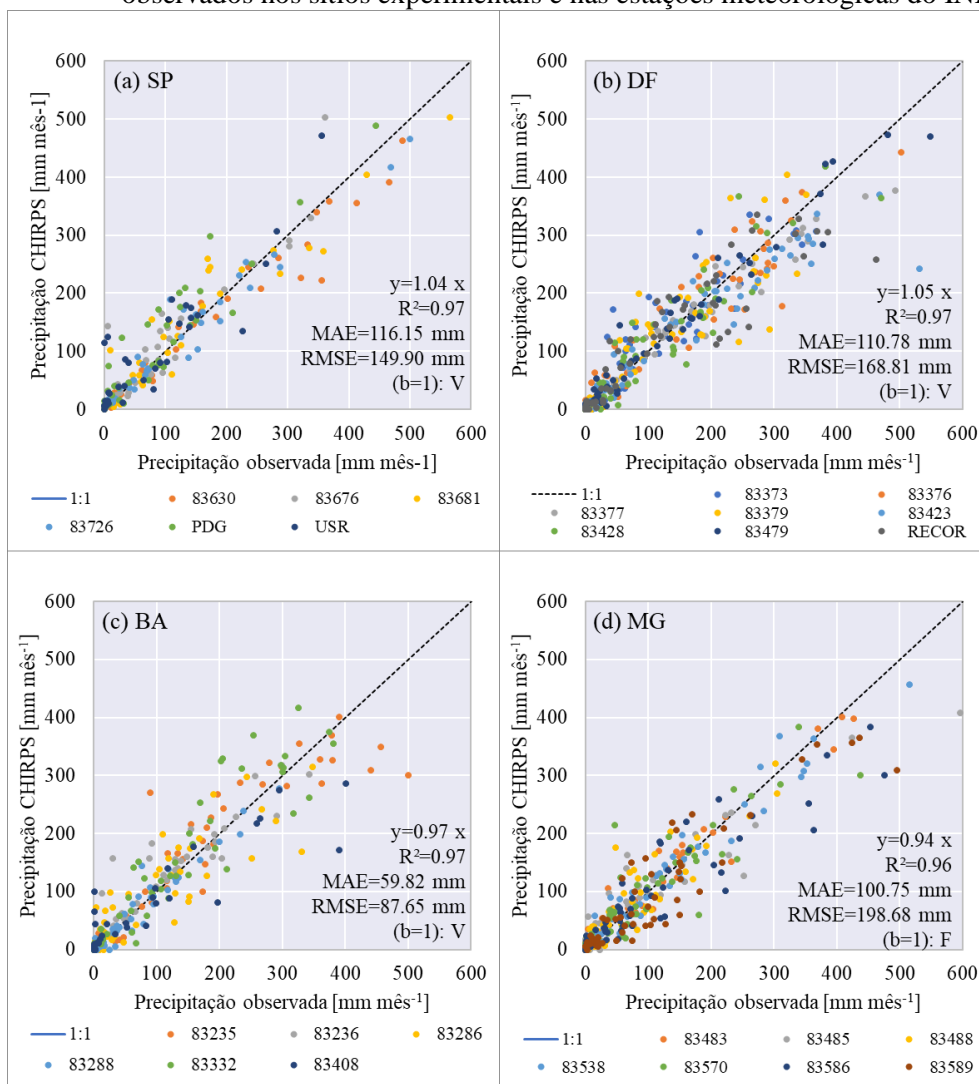 observados nos sítios experimentais e nas estações meteorológicas do
600
500
400
300
200
100
0
(a) SP
y=1.04 x
R²=0.97
MAE=116.15 mm
RMSE=149.90 mm
(b=1): V
0 100 200 300 400 500 600
Precipitação CHIRPS [mm mês-1]
Precipitação observada [mm mês-1]
1:1 83630 83676 83681
83726 PDG USR
600
500
400
300
200
100
0
(b) DF
y=1.05 x
R²=0.97
MAE=110.78 mm
RMSE=168.81 mm
(b=1): V
0 100 200 300 400 500 600
Precipitação CHIRPS [mm mês⁻¹]
Precipitação observada [mm mês⁻¹]
1:1 83373 83376
83377 83379 83423
83428 83479 RECOR
600
500
400
300
200
100
0
(c) BA
y=0.97 x
R²=0.97
MAE=59.82 mm
RMSE=87.65 mm
(b=1): V
0 100 200 300 400 500 600
Precipitação CHIRPS [mm mês⁻¹]
Precipitação observada [mm mês⁻¹]
1:1 83235 83236 83286
83288 83332 83408
600
500
400
300
200
100
0
(d) MG
y=0.94 x
R²=0.96
MAE=100.75 mm
RMSE=198.68 mm
(b=1): F
0 100 200 300 400 500 600
Precipitação CHIRPS [mm mês⁻¹]
Precipitação observada [mm mês⁻¹]
1:1 83483 83485 83488
83538 83570 83586 83589